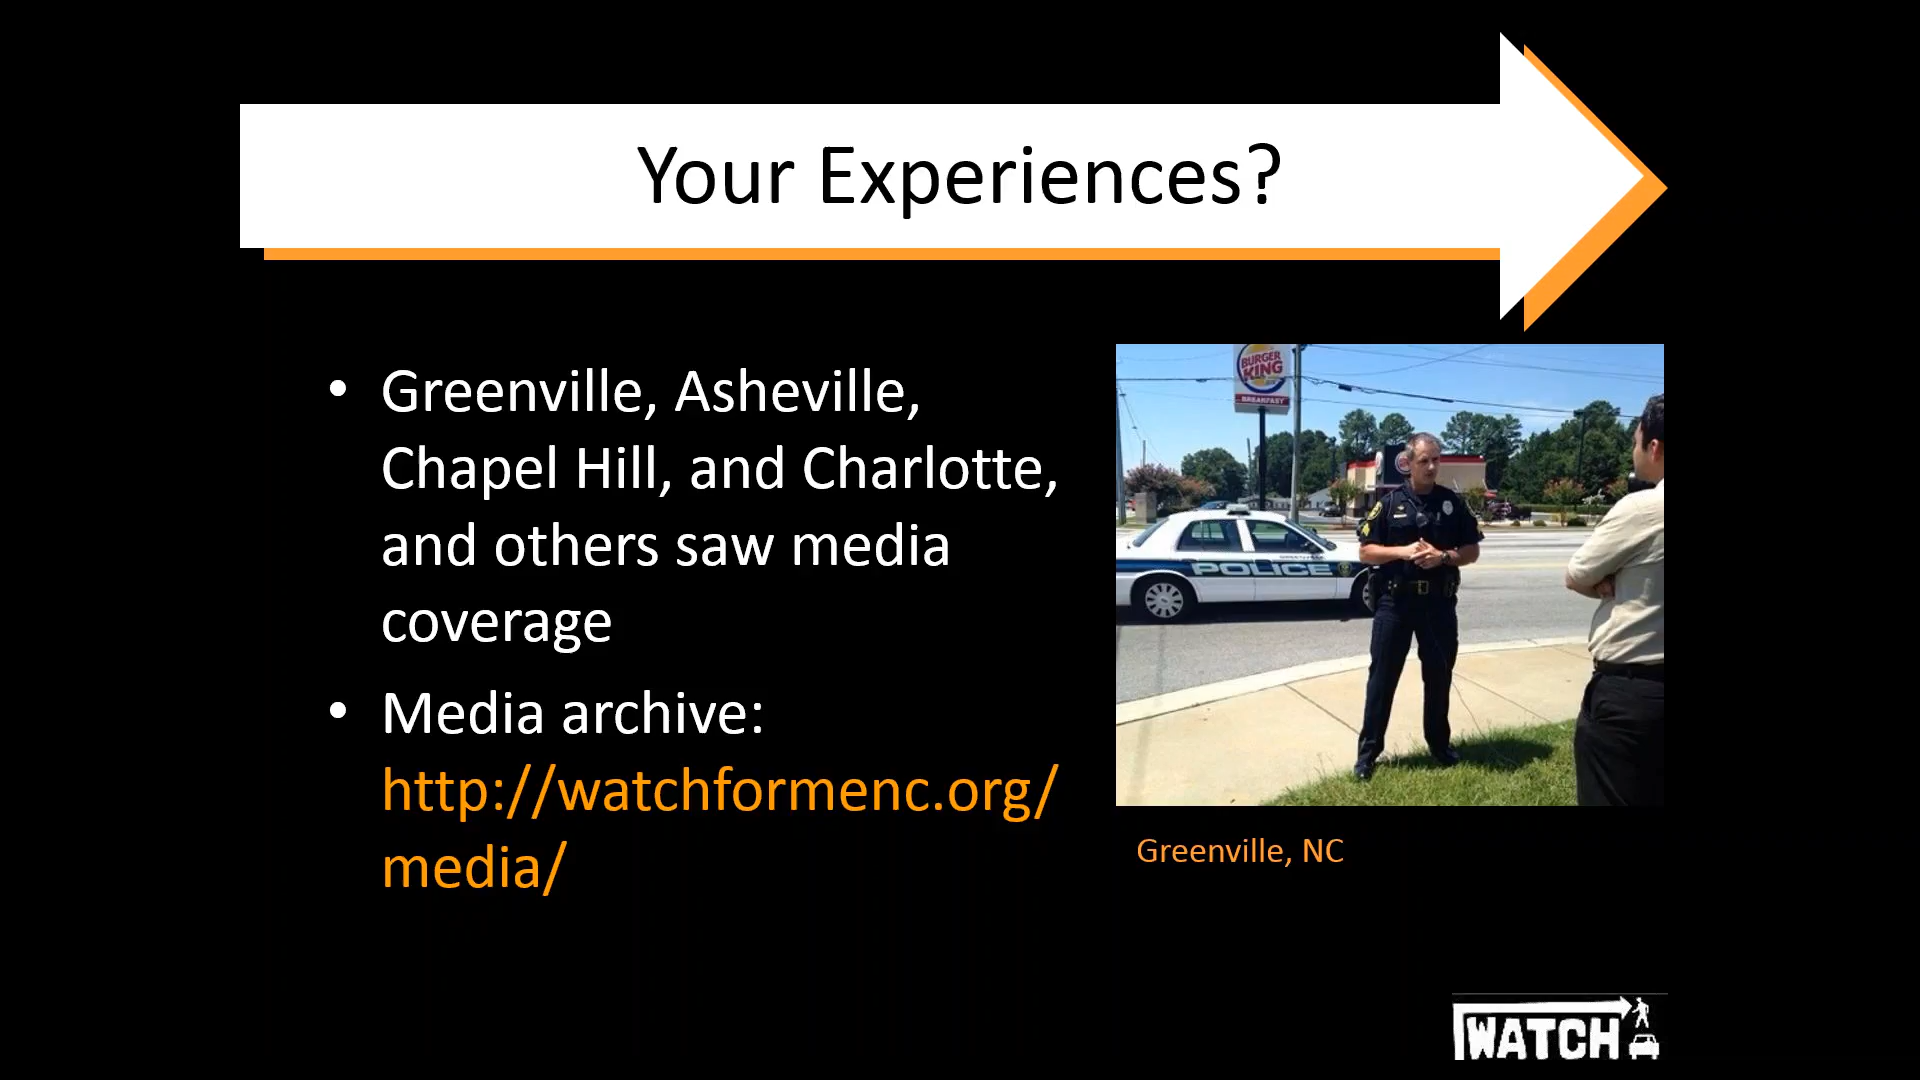 Your Experiences?
• Greenville, Asheville,
Chapel Hill, and Charlotte,
and others saw media
coverage
• Media archive:
http://watchformenc.org/
media/
BURGER
KING
BREAKFAST
POLICE
Greenville, NC
WATCH